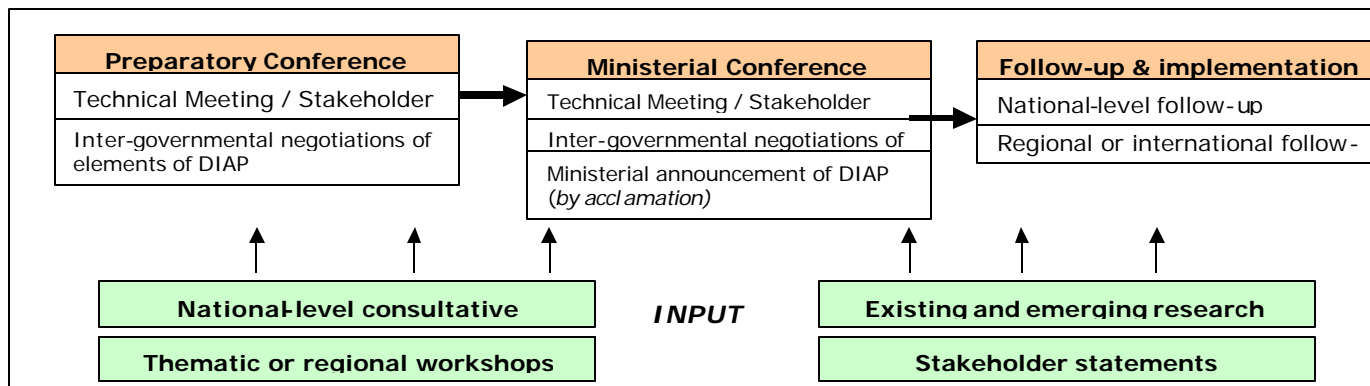 Preparatory Conference
Technical Meeting / Stakeholder
Inter-governmental negotiations of
elements of DIAP
Ministerial Conference
Technical Meeting / Stakeholder
Inter-governmental negotiations of
Ministerial announcement of DIAP
(by acclamation)
Follow-up & implementation
National-level follow-up
Regional or international follow-
National-level consultative
Thematic or regional workshops
INPUT
Existing and emerging research
Stakeholder statements